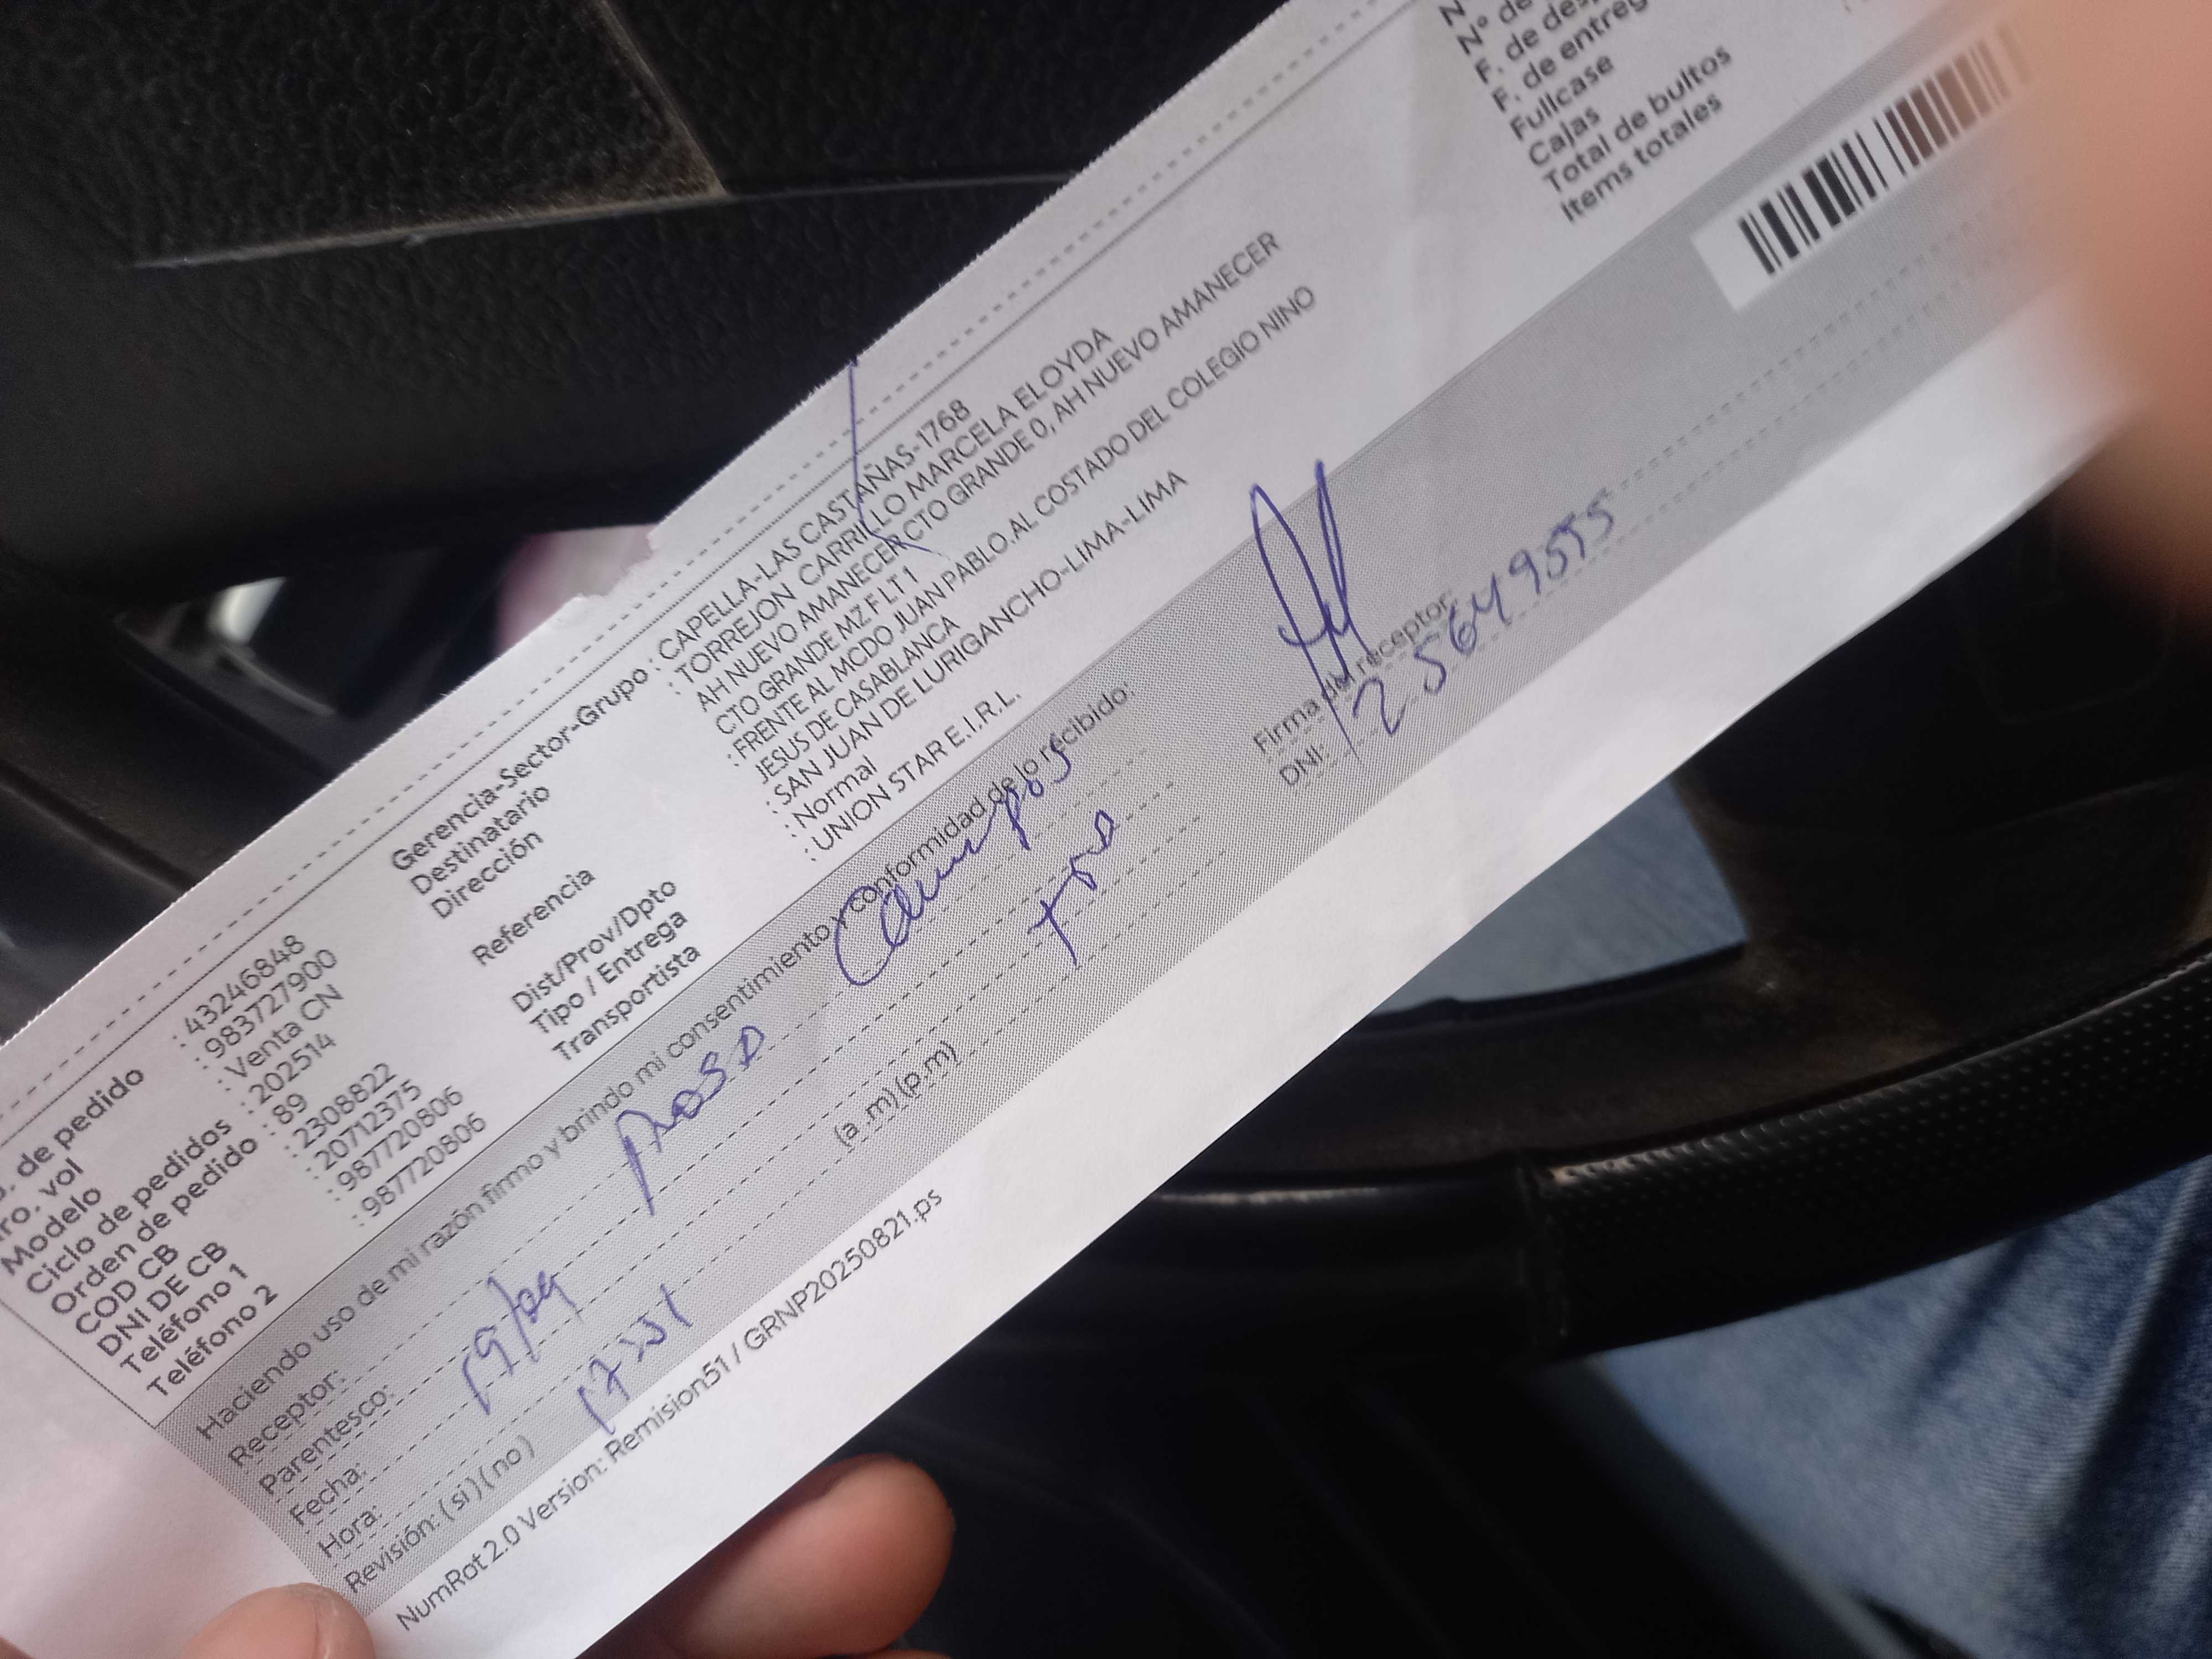 . de pedido : 43246848
ro. vol : 983727900
Modelo : Venta CN
Ciclo de pedidos : 202514
Orden de pedido : 89
COD CB : 2308822
DNI DE CB : 20712375
Teléfono 1 : 987720806
Teléfono 2 : 987720806
Gerencia-Sector-Grupo : CAPELLA-LAS CASTAÑAS-1768
Destinatario : TORREJON CARRILLO MARCELA ELOYDA
Dirección AH NUEVO AMANECER CTO GRANDE 0, AH NUEVO AMANECER
CTO GRANDE MZ F LT 1
Referencia : FRENTE AL MCDO JUAN PABLO. AL COSTADO DEL COLEGIO NINO
JESUS DE CASABLANCA
Dist/Prov/Dpto : SAN JUAN DE LURIGANCHO-LIMA-LIMA
Tipo / Entrega : Normal
Transportista : UNION STAR E.I.R.L.
N° de
F. de des
F. de entreg
Fullcase
Cajas
Total de bultos
Items totales
Haciendo uso de mi razón firmo y brindo mi consentimiento y conformidad de lo recibido:
Receptor: Rosa Campos
Parentesco:
Fecha: 19/09
Hora: (a .m) (p.m)
Revisión: (si) (no)
Firma del receptor:
DNI:
NumRot 2.0 Version: Remision51 / GRNP20250821.ps